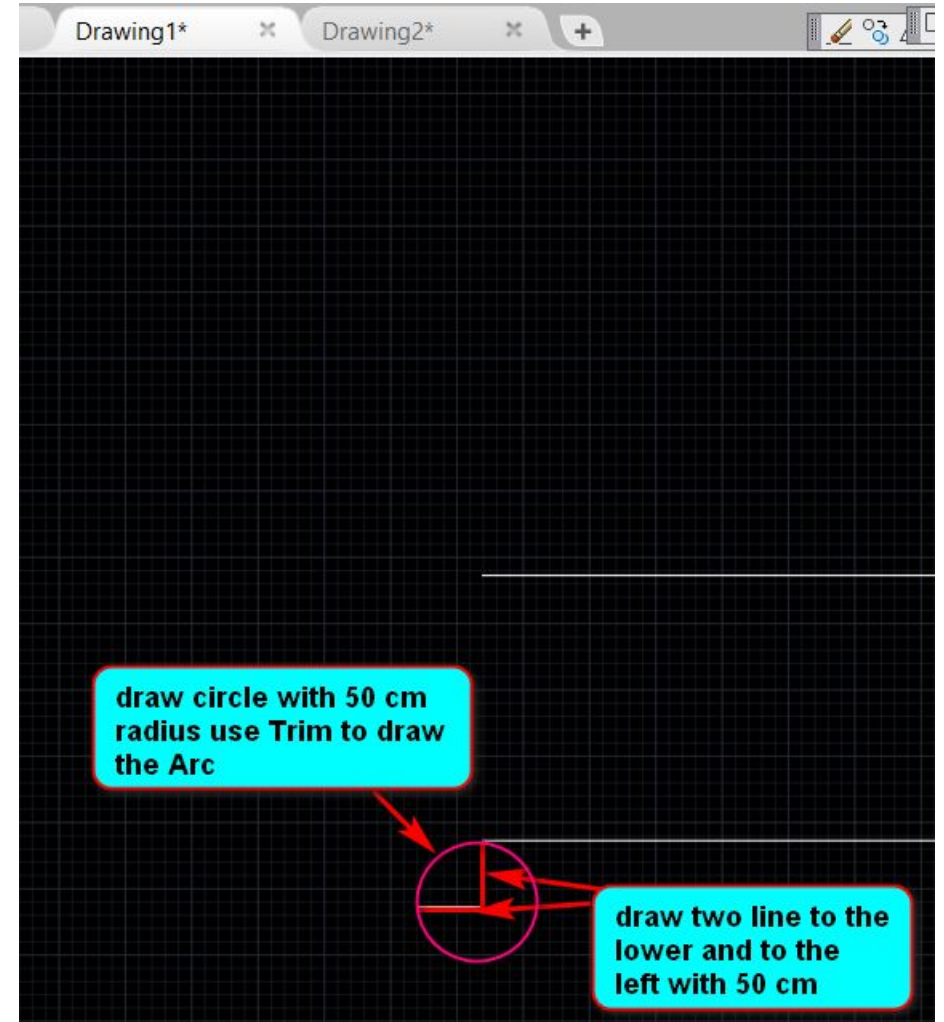 Drawing1*
Drawing2*
draw circle with 50 cm
radius use Trim to draw
the Arc
draw two line to the
lower and to the
left with 50 cm